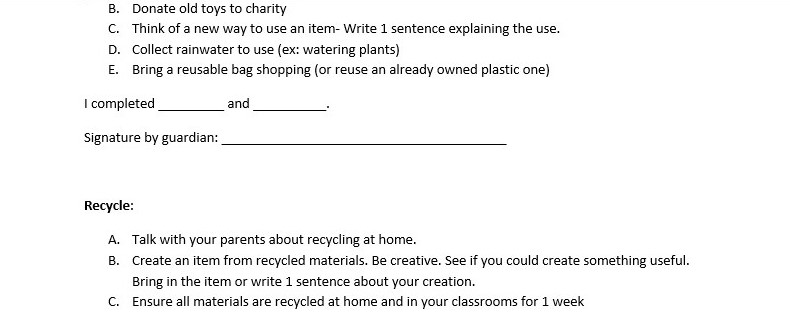 B. Donate old toys to charity
C. Think of a new way to use an item- Write 1 sentence explaining the use.
D. Collect rainwater to use (ex: watering plants)
E. Bring a reusable bag shopping (or reuse an already owned plastic one)
I completed __________ and ___________.
Signature by guardian: ___________________________________________
Recycle:
A. Talk with your parents about recycling at home.
B. Create an item from recycled materials. Be creative. See if you could create something useful.
Bring in the item or write 1 sentence about your creation.
C. Ensure all materials are recycled at home and in your classrooms for 1 week